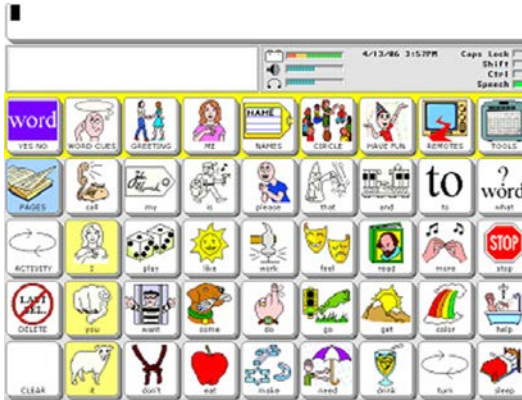 4/13/06 3:57PM Caps Lock
Shift
Ctrl
Speech
word NAME
YES NO WORD CUES GREETING ME NAMES CIRCLE HAVE FUN REMOTES TOOLS
to ? word
PAGES call my is please that and to what
STOP
ACTIVITY I play like work feel read more stop
LAST
DELETE you want come do go get color help
CLEAR it don't eat make need drink turn sleep